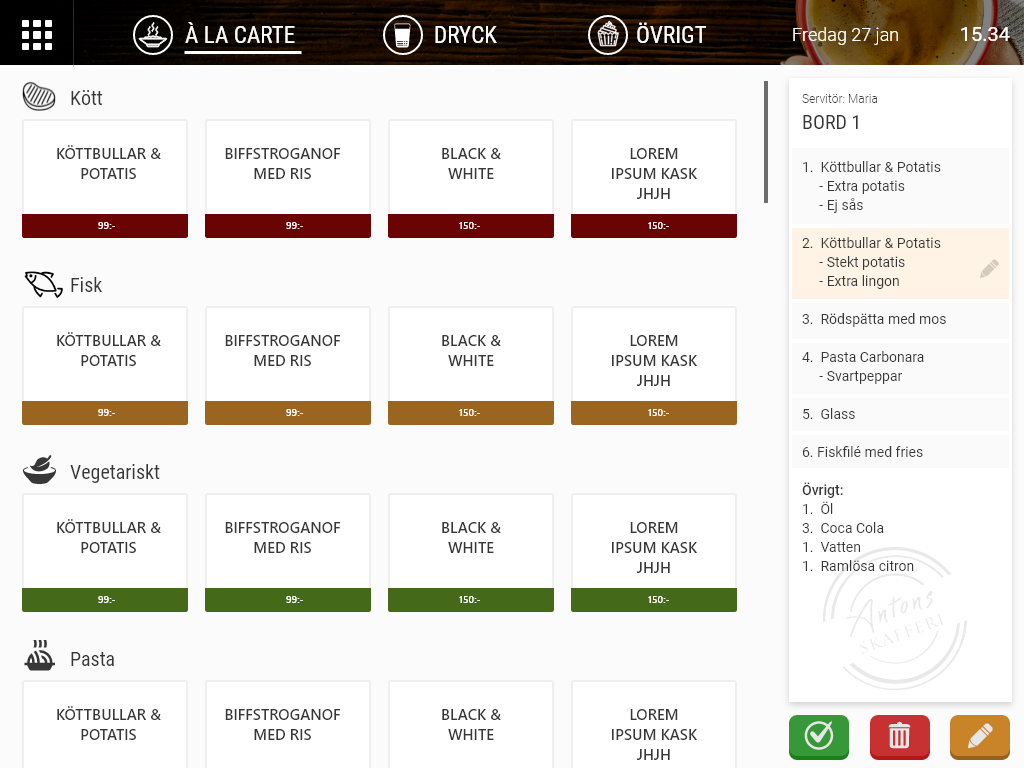 À LA CARTE
DRYCK
ÖVRIGT
Fredag 27 jan
15.34
Kött
KÖTTBULLAR &
POTATIS
99:-
BIFFSTROGANOF
MED RIS
99:-
BLACK &
WHITE
150:-
LOREM
IPSUM KASK
JHJH
150:-
Fisk
KÖTTBULLAR &
POTATIS
99:-
BIFFSTROGANOF
MED RIS
99:-
BLACK &
WHITE
150:-
LOREM
IPSUM KASK
JHJH
150:-
Vegetariskt
KÖTTBULLAR &
POTATIS
99:-
BIFFSTROGANOF
MED RIS
99:-
BLACK &
WHITE
150:-
LOREM
IPSUM KASK
JHJH
150:-
Pasta
KÖTTBULLAR &
POTATIS
BIFFSTROGANOF
MED RIS
BLACK &
WHITE
LOREM
IPSUM KASK
JHJH
Servitör: Maria
BORD 1
1. Köttbullar & Potatis
- Extra potatis
- Ej sås
2. Köttbullar & Potatis
- Stekt potatis
- Extra lingon
3. Rödspätta med mos
4. Pasta Carbonara
- Svartpeppar
5. Glass
6. Fiskfilé med fries
Övrigt:
1. Öl
3. Coca Cola
1. Vatten
1. Ramlösa citron
Antons
SKAFFERI